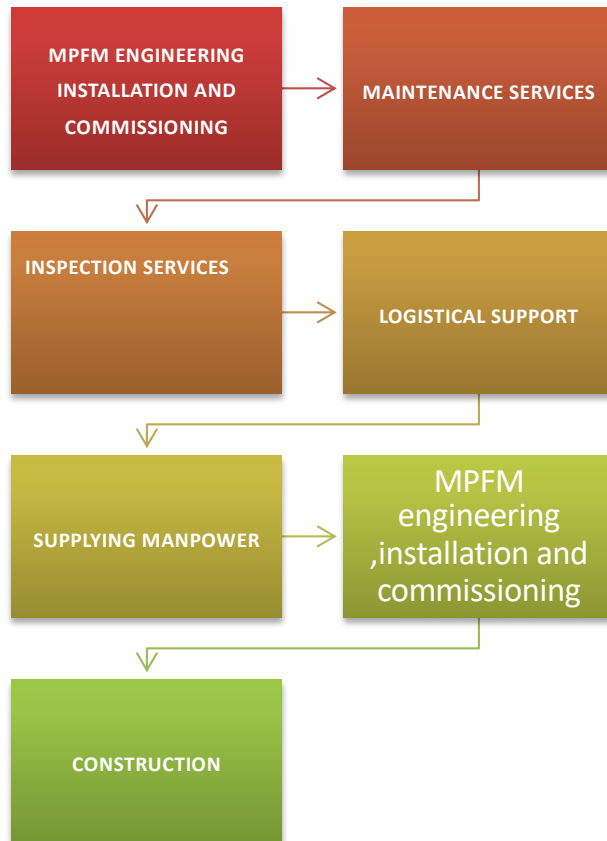 MPFM ENGINEERING
INSTALLATION AND
COMMISSIONING
MAINTENANCE SERVICES
INSPECTION SERVICES
LOGISTICAL SUPPORT
SUPPLYING MANPOWER
MPFM
engineering
,installation and
commissioning
CONSTRUCTION